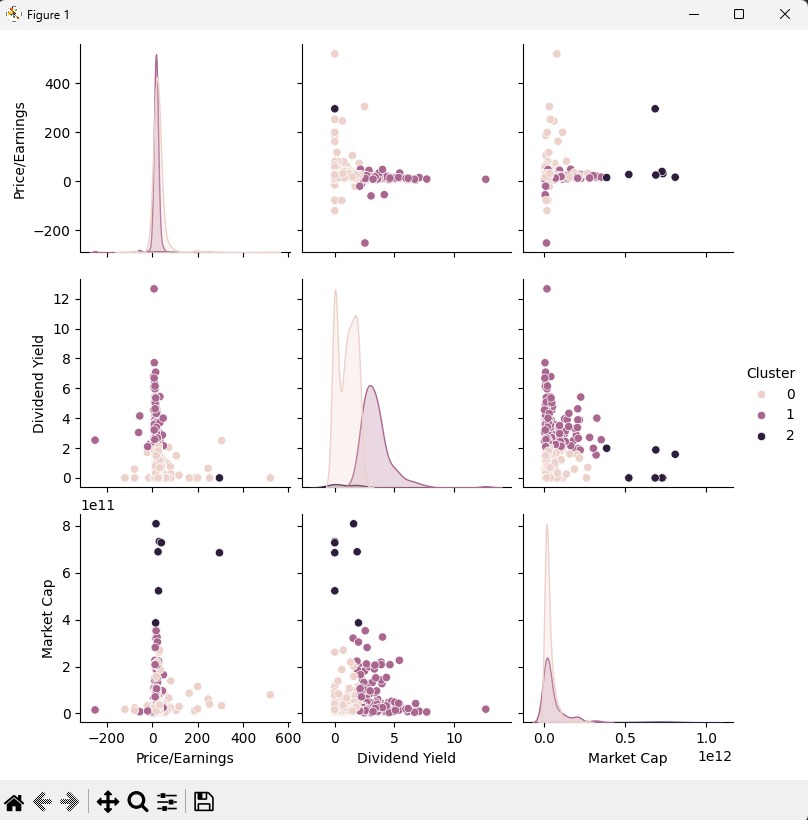 Figure 1
Price/Earnings
400
200
0
−200
Dividend Yield
12
10
8
6
4
2
0
Cluster
0
1
2
1e11
Market Cap
8
6
4
2
0
−200 0 200 400 600
Price/Earnings
0 5 10
Dividend Yield
0.0 0.5 1.0
1e12
Market Cap